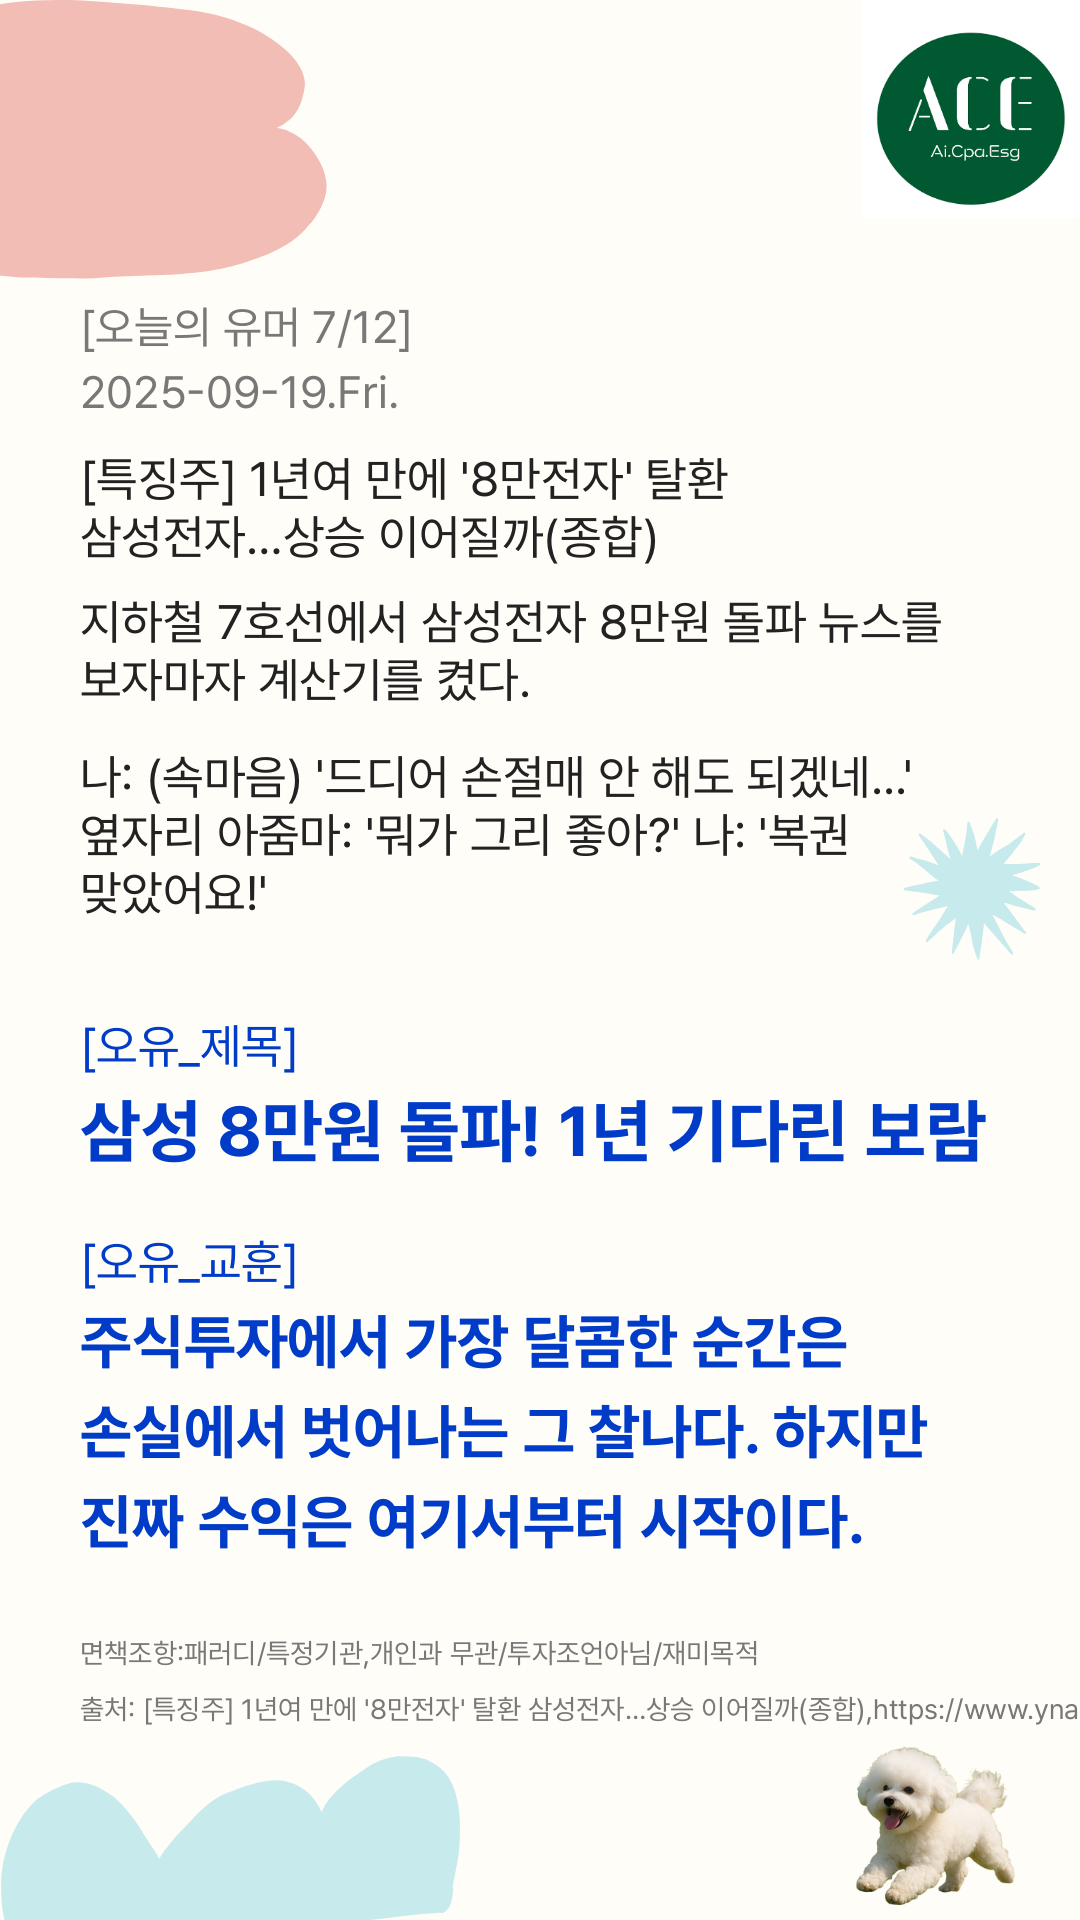 ACE
Ai.Cpa.Esg
[오늘의 유머 7/12]
2025-09-19.Fri.
[특징주] 1년여 만에 '8만전자' 탈환
삼성전자…상승 이어질까(종합)
지하철 7호선에서 삼성전자 8만원 돌파 뉴스를
보자마자 계산기를 켰다.
나: (속마음) '드디어 손절매 안 해도 되겠네...'
옆자리 아줌마: '뭐가 그리 좋아?' 나: '복권
맞았어요!'
[오유_제목]
삼성 8만원 돌파! 1년 기다린 보람
[오유_교훈]
주식투자에서 가장 달콤한 순간은
손실에서 벗어나는 그 찰나다. 하지만
진짜 수익은 여기서부터 시작이다.
면책조항:패러디/특정기관,개인과 무관/투자조언아님/재미목적
출처: [특징주] 1년여 만에 '8만전자' 탈환 삼성전자…상승 이어질까(종합),https://www.yna